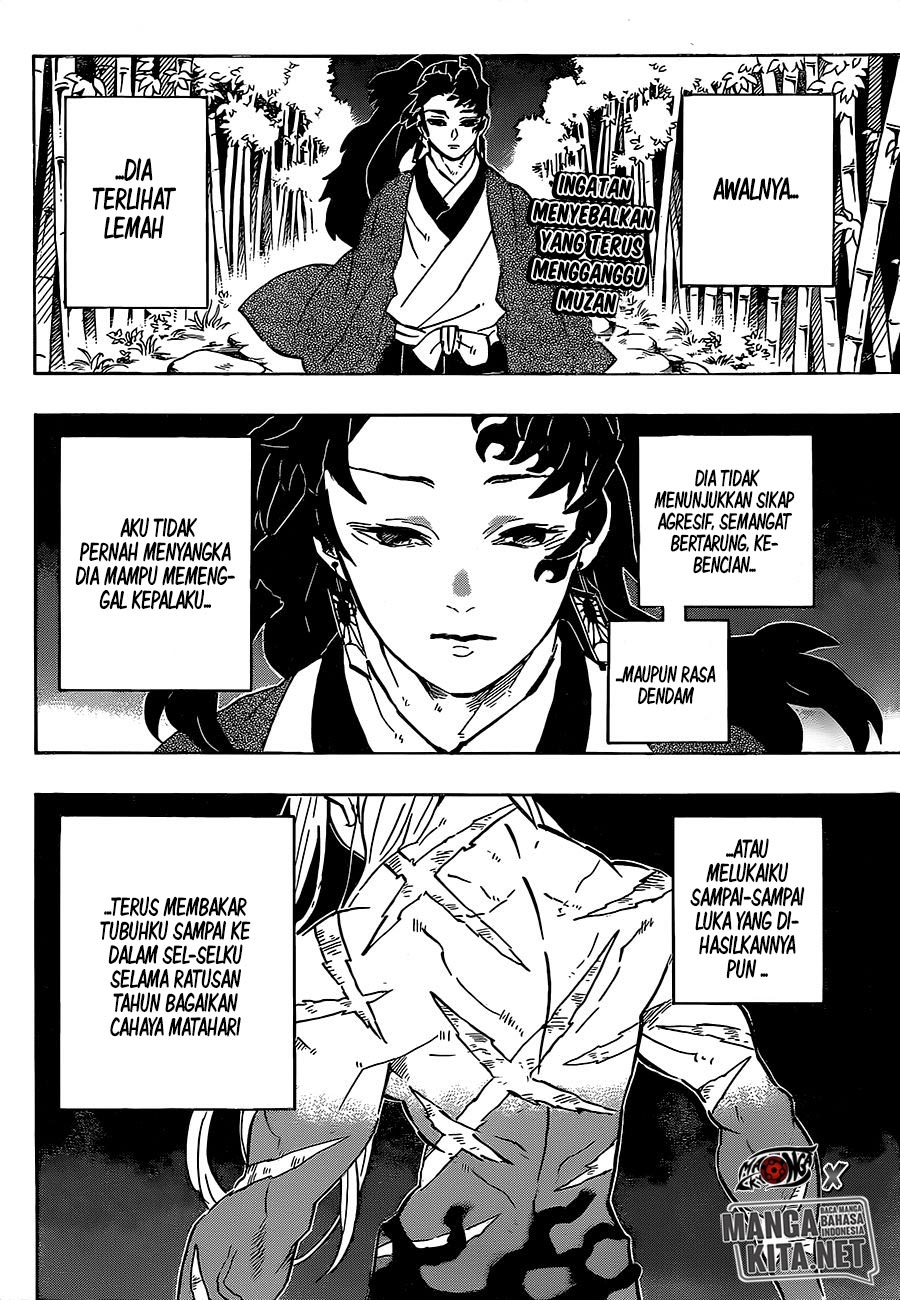 AWALNYA...
INGATAN
MENYEBALKAN
YANG TERUS
MENGGANGGU
MUZAN
...DIA
TERLIHAT
LEMAH
DIA TIDAK
MENUNJUKKAN SIKAP
AGRESIF, SEMANGAT
BERTARUNG, KE-
BENCIAN...
...MAUPUN RASA
DENDAM
AKU TIDAK
PERNAH MENYANGKA
DIA MAMPU MEMENG-
GAL KEPALAKU...
...ATAU
MELUKAIKU
SAMPAI-SAMPAI
LUKA YANG DI-
HASILKANNYA
PUN ...
...TERUS MEMBAKAR
TUBUHKU SAMPAI KE
DALAM SEL-SELKU
SELAMA RATUSAN
TAHUN BAGAIKAN
CAHAYA MATAHARI
X
MANGA
BACA MANGA
BAHASA
INDONESIA
KITA.NET